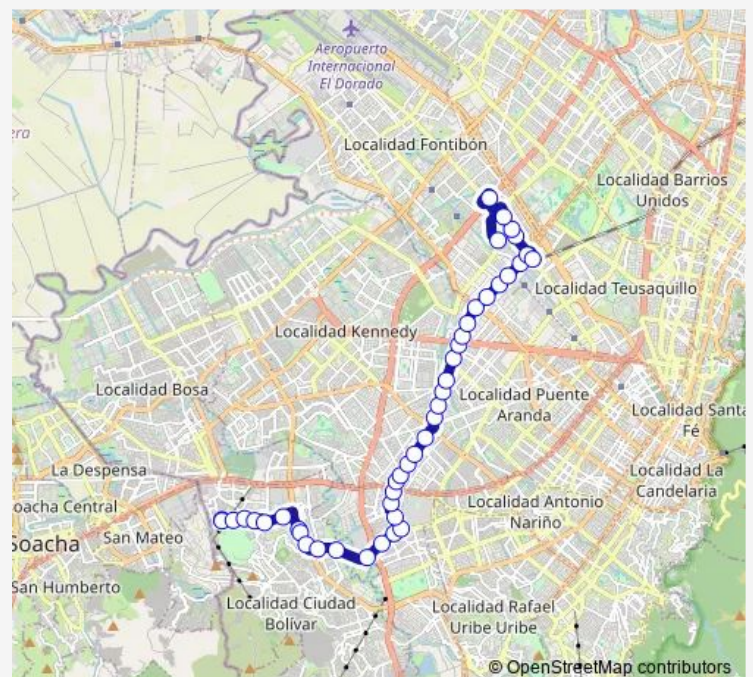 Aeropuerto
Internacional
El Dorado
Localidad Fontibón
Localidad Barrios
Unidos
Localidad Teusaquillo
Localidad Kennedy
Localidad Bosa
Localidad Puente
Aranda
Localidad Santa
Fé
La Despensa
Localidad La
Candelaria
oacha Central
Localidad Antonio
Nariño
San Mateo
Soacha
San Humberto
Localidad Ciudad
Bolívar
Localidad Rafael
Uribe Uribe
© OpenStreetMap contributors